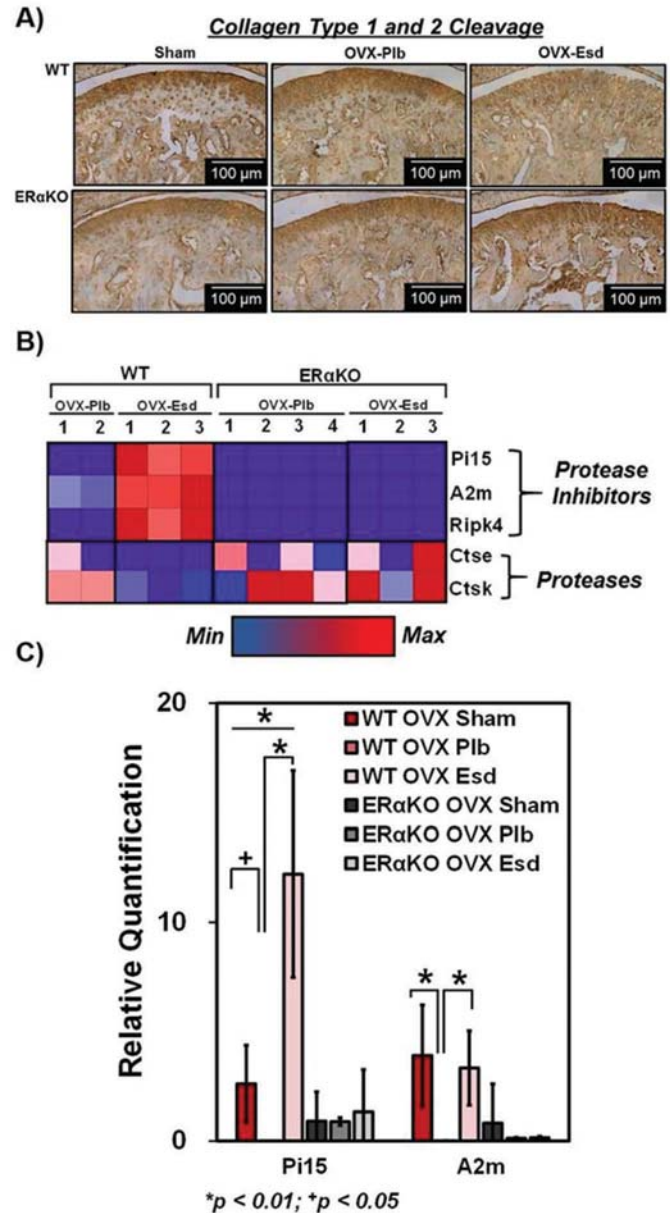 A)
Collagen Type 1 and 2 Cleavage
Sham OVX-Plb OVX-Esd
WT
100 µm 100 µm 100 µm
ERαKO
100 µm 100 µm 100 µm
B)
WT ERαKO
OVX-Plb OVX-Esd OVX-Plb OVX-Esd
1 2 1 2 3 1 2 3 4 1 2 3
Pi15
A2m
Ripk4
Protease
Inhibitors
Ctse
Ctsk
Proteases
Min Max
C)
Relative Quantification
20
10
0
* * + * *
WT OVX Sham
WT OVX Plb
WT OVX Esd
ERαKO OVX Sham
ERαKO OVX Plb
ERαKO OVX Esd
Pi15 A2m
*p < 0.01; +p < 0.05